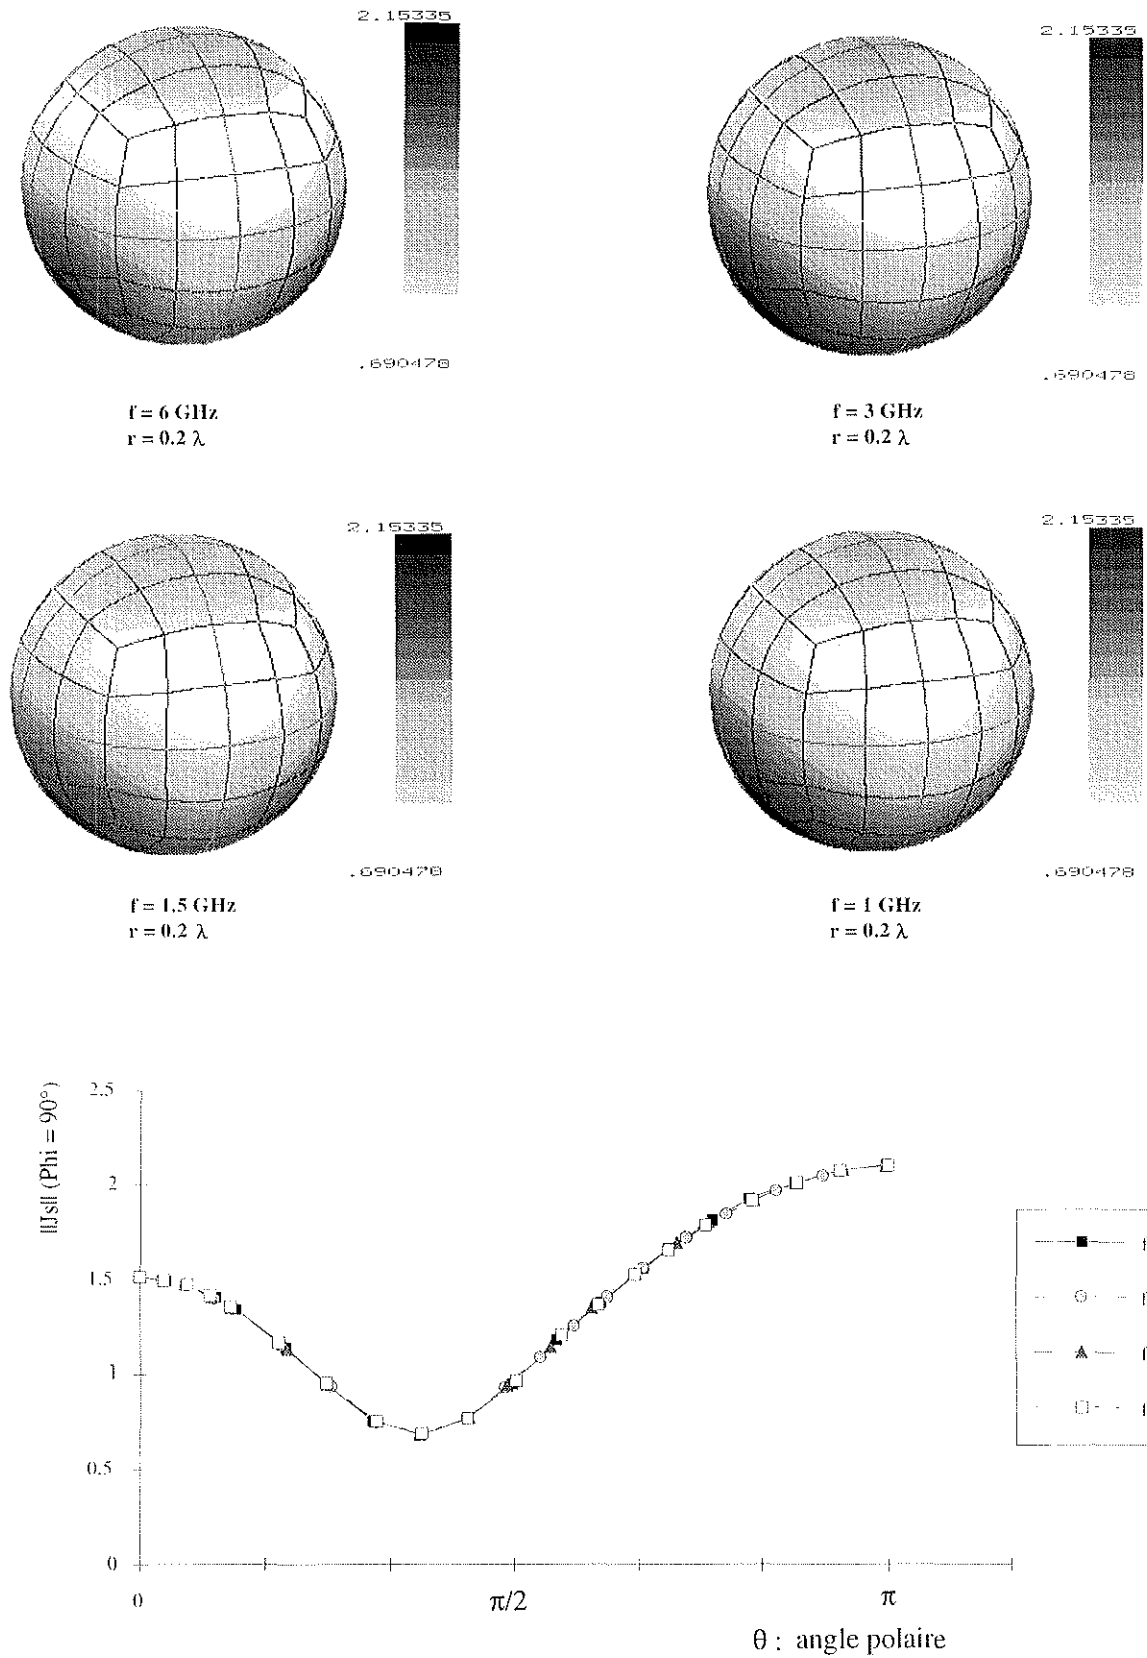 2.15335
2.15335
.690478
.690478
f = 6 GHz
r = 0.2 λ
f = 3 GHz
r = 0.2 λ
2.15335
2.15335
.690478
.690478
f = 1.5 GHz
r = 0.2 λ
f = 1 GHz
r = 0.2 λ
||Js|| (Phi = 90°)
2.5
2
1.5
1
0.5
0
0
π/2
π
θ : angle polaire
f
f
f
f